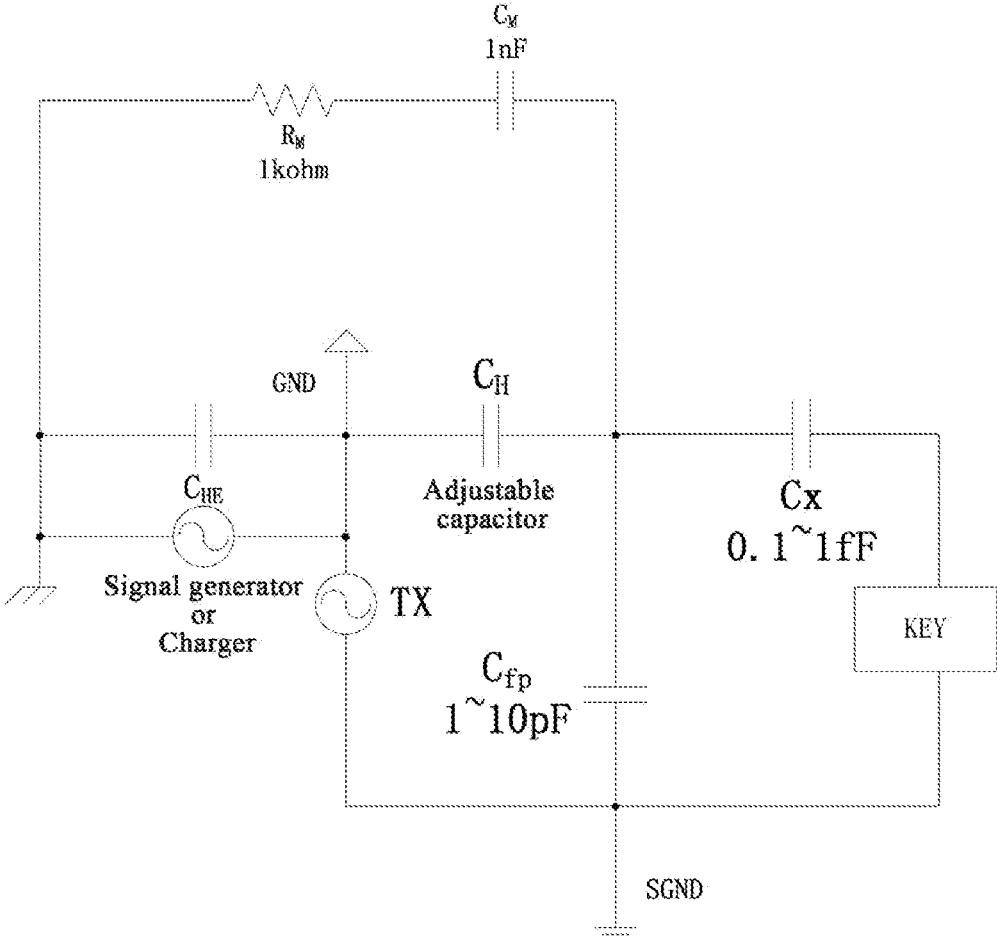 C_M
1nF
R_M
1kohm
GND
C_H
C_HE
Adjustable
capacitor
Cx
0.1~1fF
Signal generator
or
Charger
TX
KEY
C_fp
1~10pF
SGND